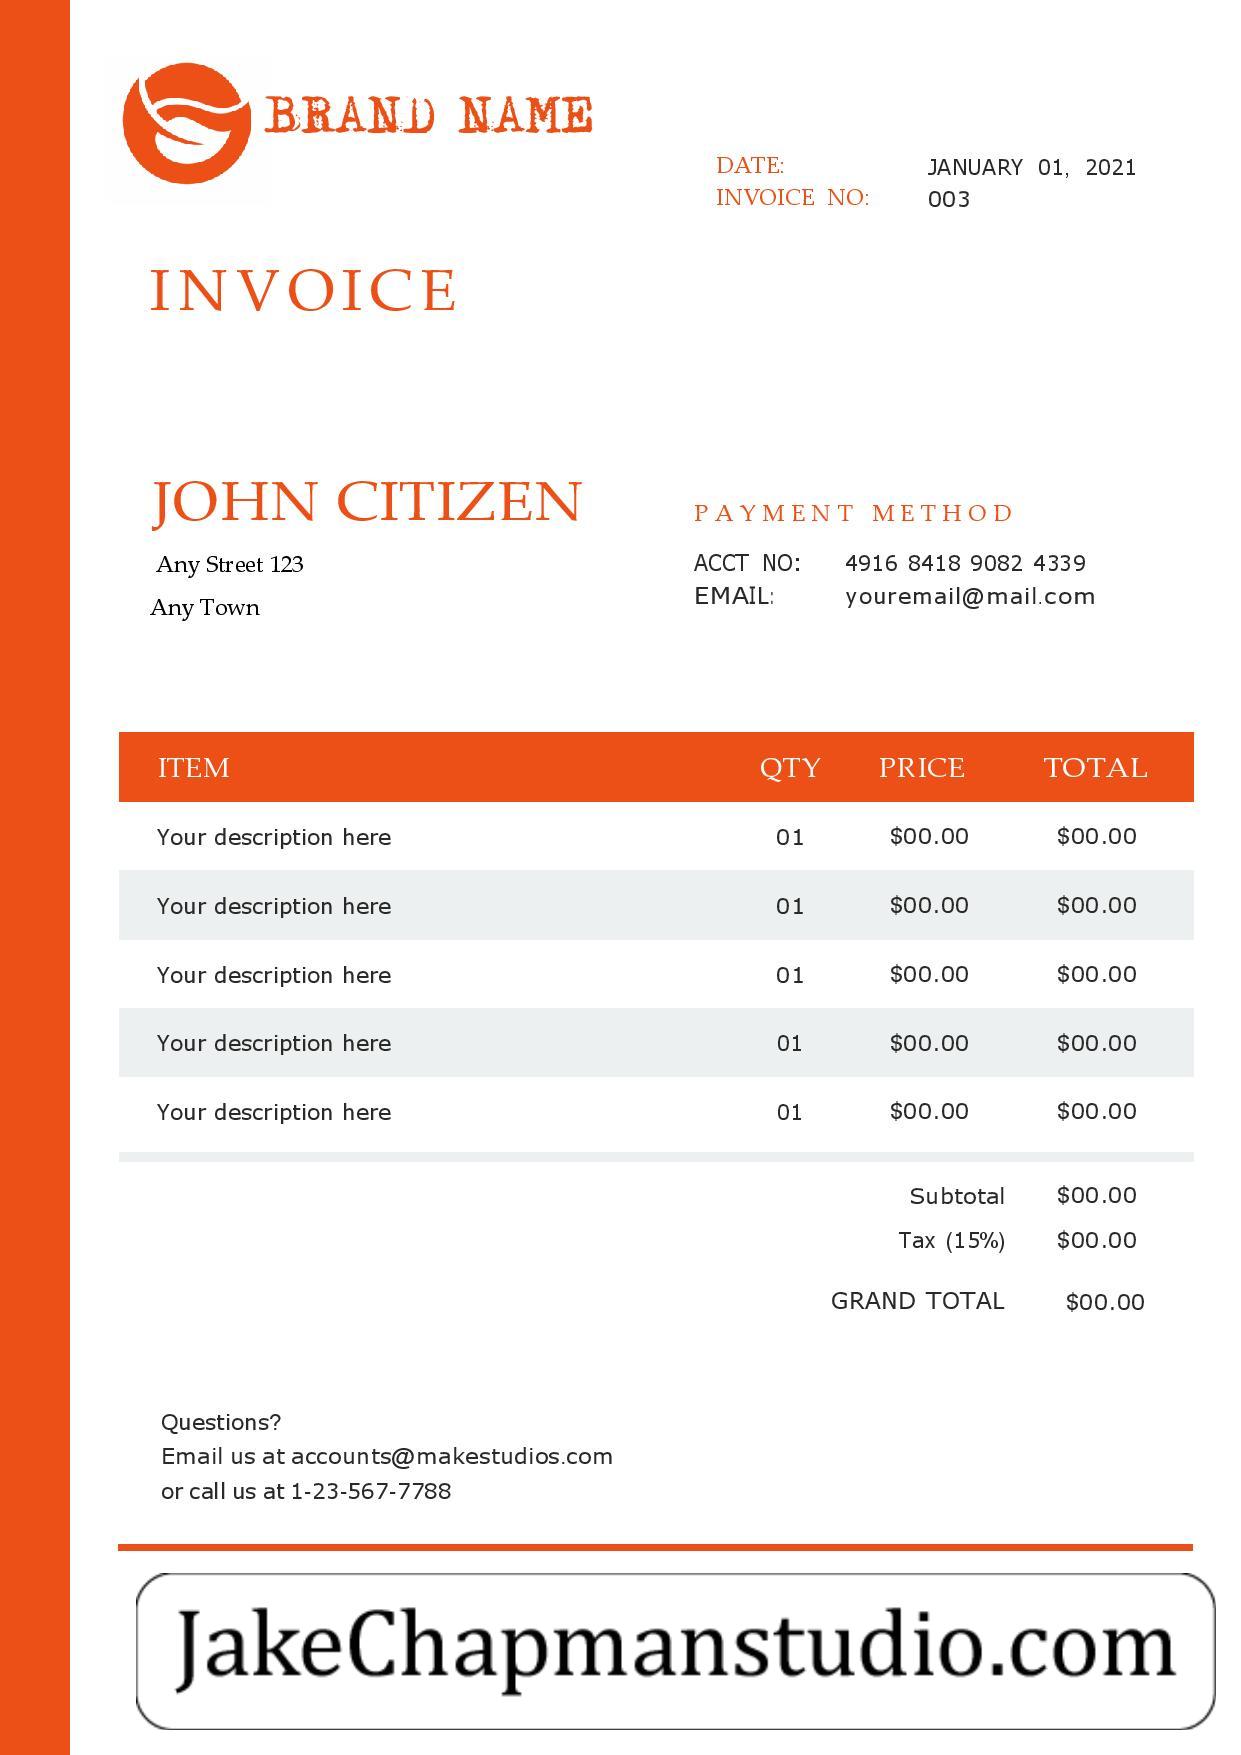 BRAND NAME
DATE: JANUARY 01, 2021
INVOICE NO: 003
INVOICE
JOHN CITIZEN
Any Street 123
Any Town
PAYMENT METHOD
ACCT NO: 4916 8418 9082 4339
EMAIL: youremail@mail.com
ITEM QTY PRICE TOTAL
Your description here 01 $00.00 $00.00
Your description here 01 $00.00 $00.00
Your description here 01 $00.00 $00.00
Your description here 01 $00.00 $00.00
Your description here 01 $00.00 $00.00
Subtotal $00.00
Tax (15%) $00.00
GRAND TOTAL $00.00
Questions?
Email us at accounts@makestudios.com
or call us at 1-23-567-7788
JakeChapmanstudio.com